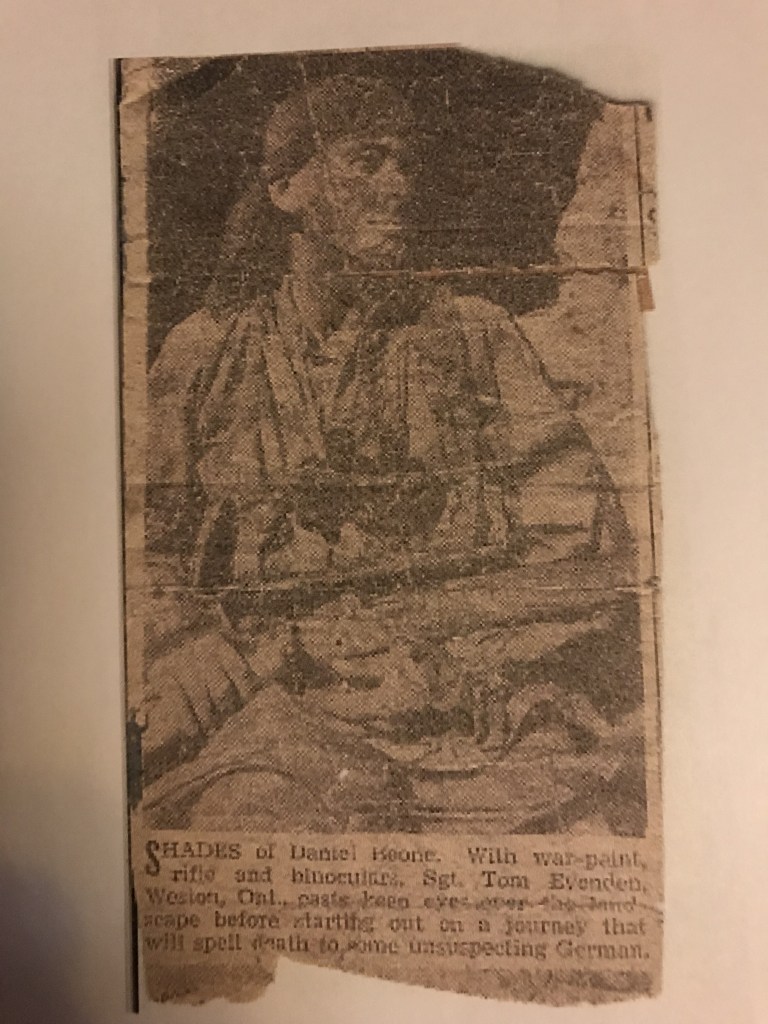 SHADES of Daniel Boone. With war-paint,
rifle and binoculars, Sgt. Tom Evenden,
Weston, Ont., casts keen eyes over the land-
scape before starting out on a journey that
will spell death to some unsuspecting German.